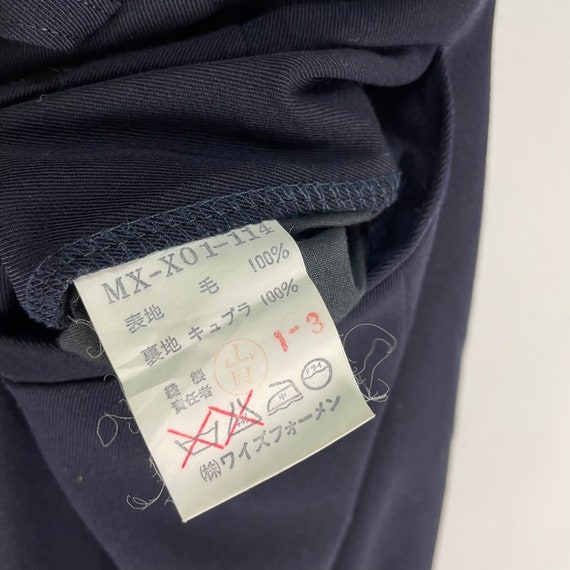 MX-X01-114
表地 毛 100%
裏地 キュプラ 100%
縫製
責任者
1-3
中 ドライ
㈱ワイズフォーメン